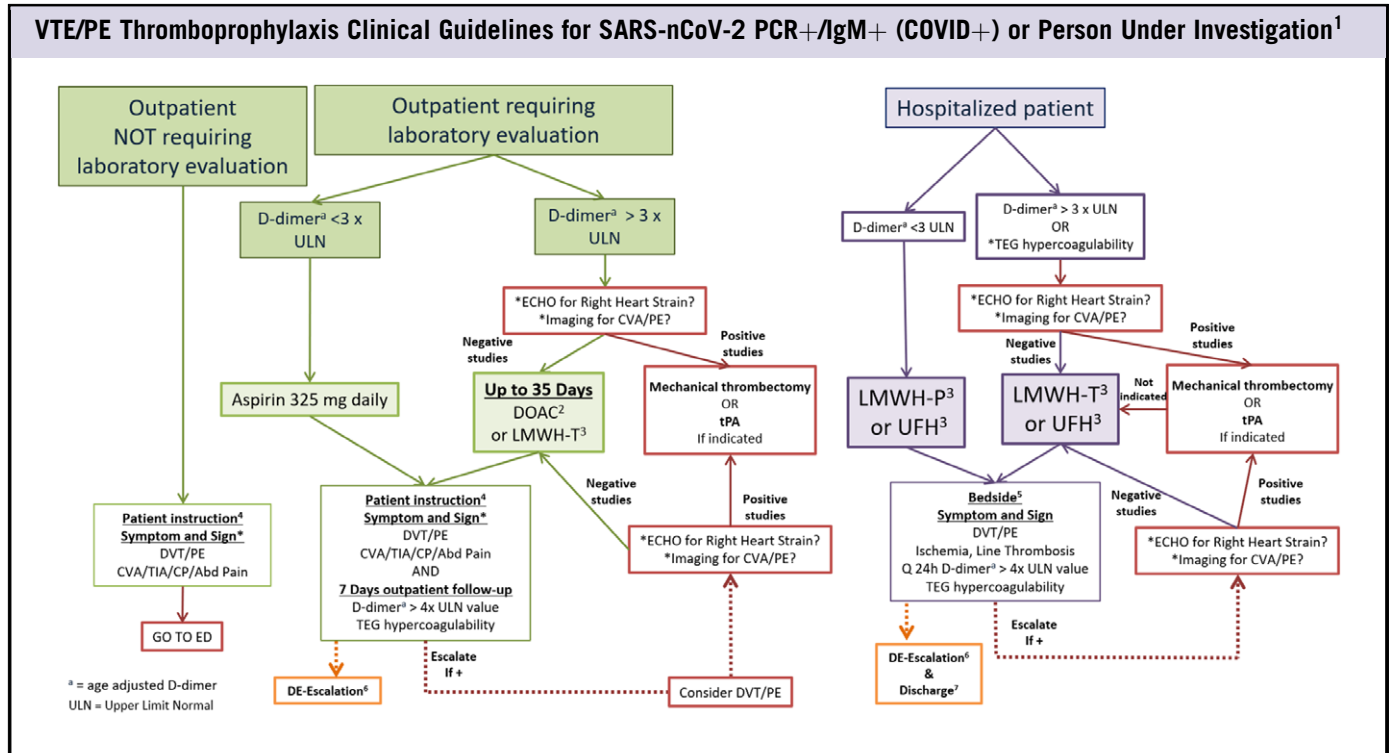 VTE/PE Thromboprophylaxis Clinical Guidelines for SARS-nCoV-2 PCR+/IgM+ (COVID+) or Person Under Investigation¹
Outpatient
NOT requiring
laboratory evaluation
Outpatient requiring
laboratory evaluation
D-dimerᵃ <3 x
ULN
D-dimerᵃ > 3 x
ULN
*ECHO for Right Heart Strain?
*Imaging for CVA/PE?
Negative
studies
Positive
studies
Aspirin 325 mg daily
Up to 35 Days
DOAC²
or LMWH-T³
Mechanical thrombectomy
OR
tPA
If indicated
Patient instruction⁴
Symptom and Sign*
DVT/PE
CVA/TIA/CP/Abd Pain
GO TO ED
Patient instruction⁴
Symptom and Sign*
DVT/PE
CVA/TIA/CP/Abd Pain
AND
7 Days outpatient follow-up
D-dimerᵃ > 4x ULN value
TEG hypercoagulability
Negative
studies
Positive
studies
*ECHO for Right Heart Strain?
*Imaging for CVA/PE?
Escalate
If +
DE-Escalation⁶
Consider DVT/PE
ᵃ = age adjusted D-dimer
ULN = Upper Limit Normal
Hospitalized patient
D-dimerᵃ <3 ULN
D-dimerᵃ > 3 x ULN
OR
*TEG hypercoagulability
*ECHO for Right Heart Strain?
*Imaging for CVA/PE?
Negative
studies
Positive
studies
LMWH-P³
or UFH³
LMWH-T³
or UFH³
Not
indicated
Mechanical thrombectomy
OR
tPA
If indicated
Bedside⁵
Symptom and Sign
DVT/PE
Ischemia, Line Thrombosis
Q 24h D-dimerᵃ > 4x ULN value
TEG hypercoagulability
Negative
studies
Positive
studies
*ECHO for Right Heart Strain?
*Imaging for CVA/PE?
Escalate
If +
DE-Escalation⁶
&
Discharge⁷